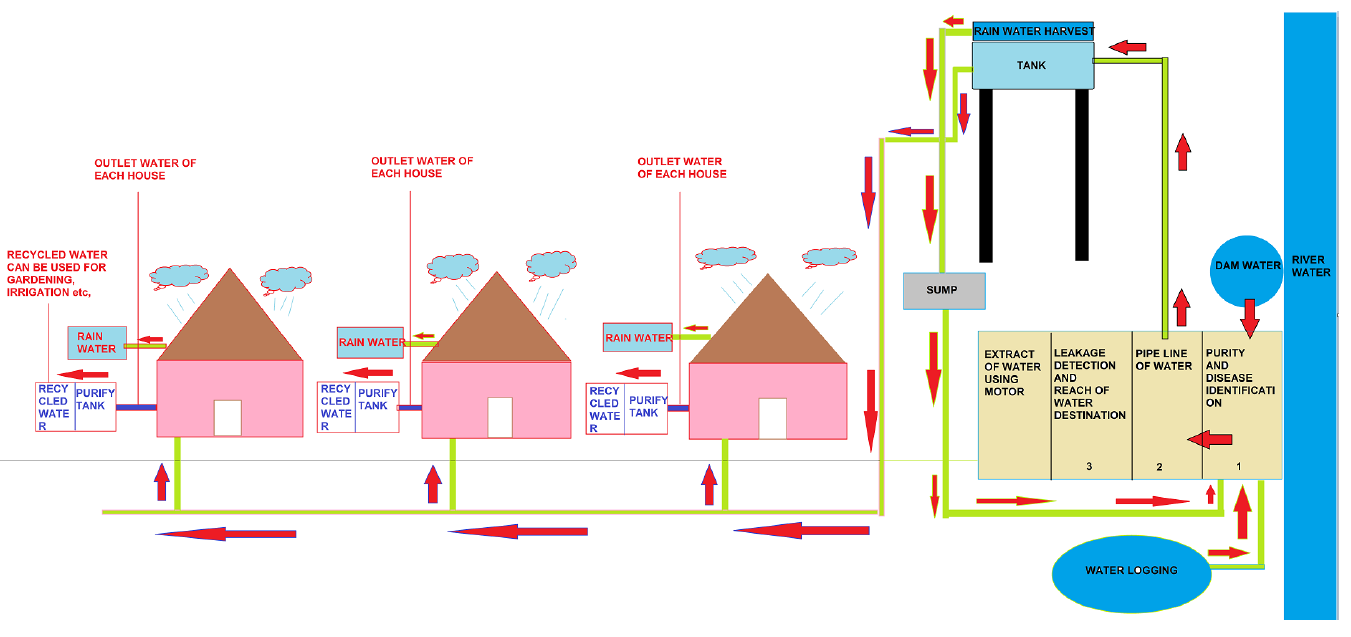 RAIN WATER HARVEST
TANK
OUTLET WATER OF
EACH HOUSE
OUTLET WATER OF
EACH HOUSE
OUTLET WATER
OF EACH HOUSE
RECYCLED WATER
CAN BE USED FOR
GARDENING,
IRRIGATION etc,
DAM WATER
RIVER
WATER
SUMP
RAIN
WATER
RAIN WATER
RAIN WATER
RECY
CLED
WATE
R
PURIFY
TANK
RECY
CLED
WATE
R
PURIFY
TANK
RECY
CLED
WATE
R
PURIFY
TANK
EXTRACT
OF WATER
USING
MOTOR
LEAKAGE
DETECTION
AND
REACH OF
WATER
DESTINATION
3
PIPE LINE
OF WATER
2
PURITY
AND
DISEASE
IDENTIFICATI
ON
1
WATER LOGGING